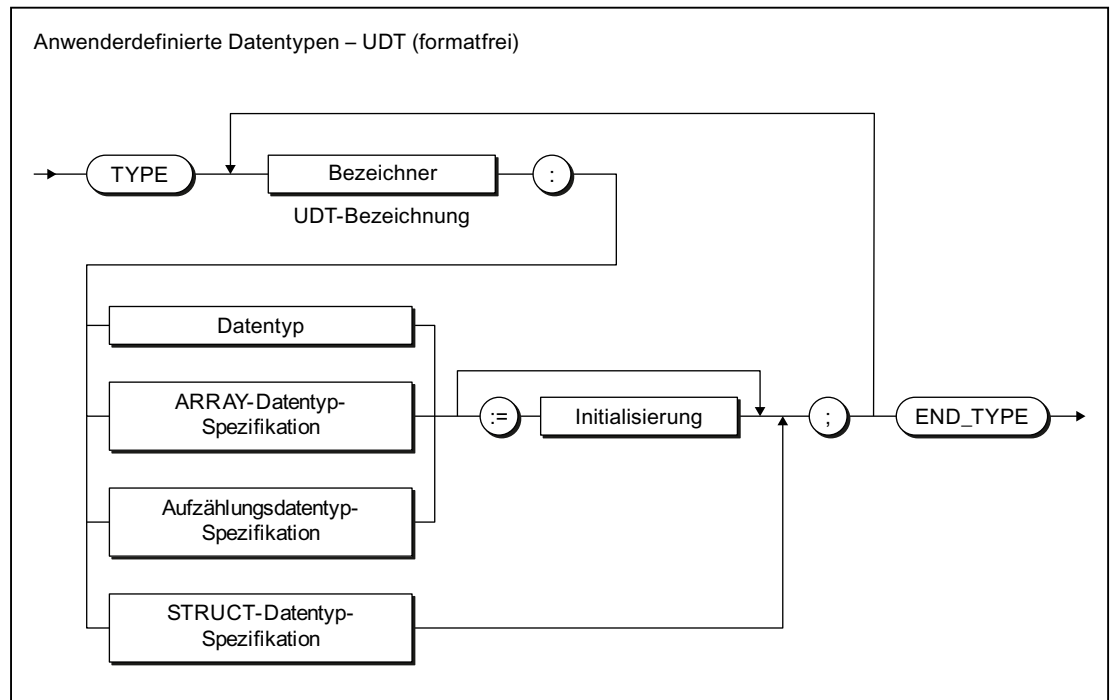 Anwenderdefinierte Datentypen – UDT (formatfrei)
TYPE
Bezeichner
:
UDT-Bezeichnung
Datentyp
ARRAY-Datentyp-
Spezifikation
:=
Initialisierung
;
END_TYPE
Aufzählungsdatentyp-
Spezifikation
STRUCT-Datentyp-
Spezifikation